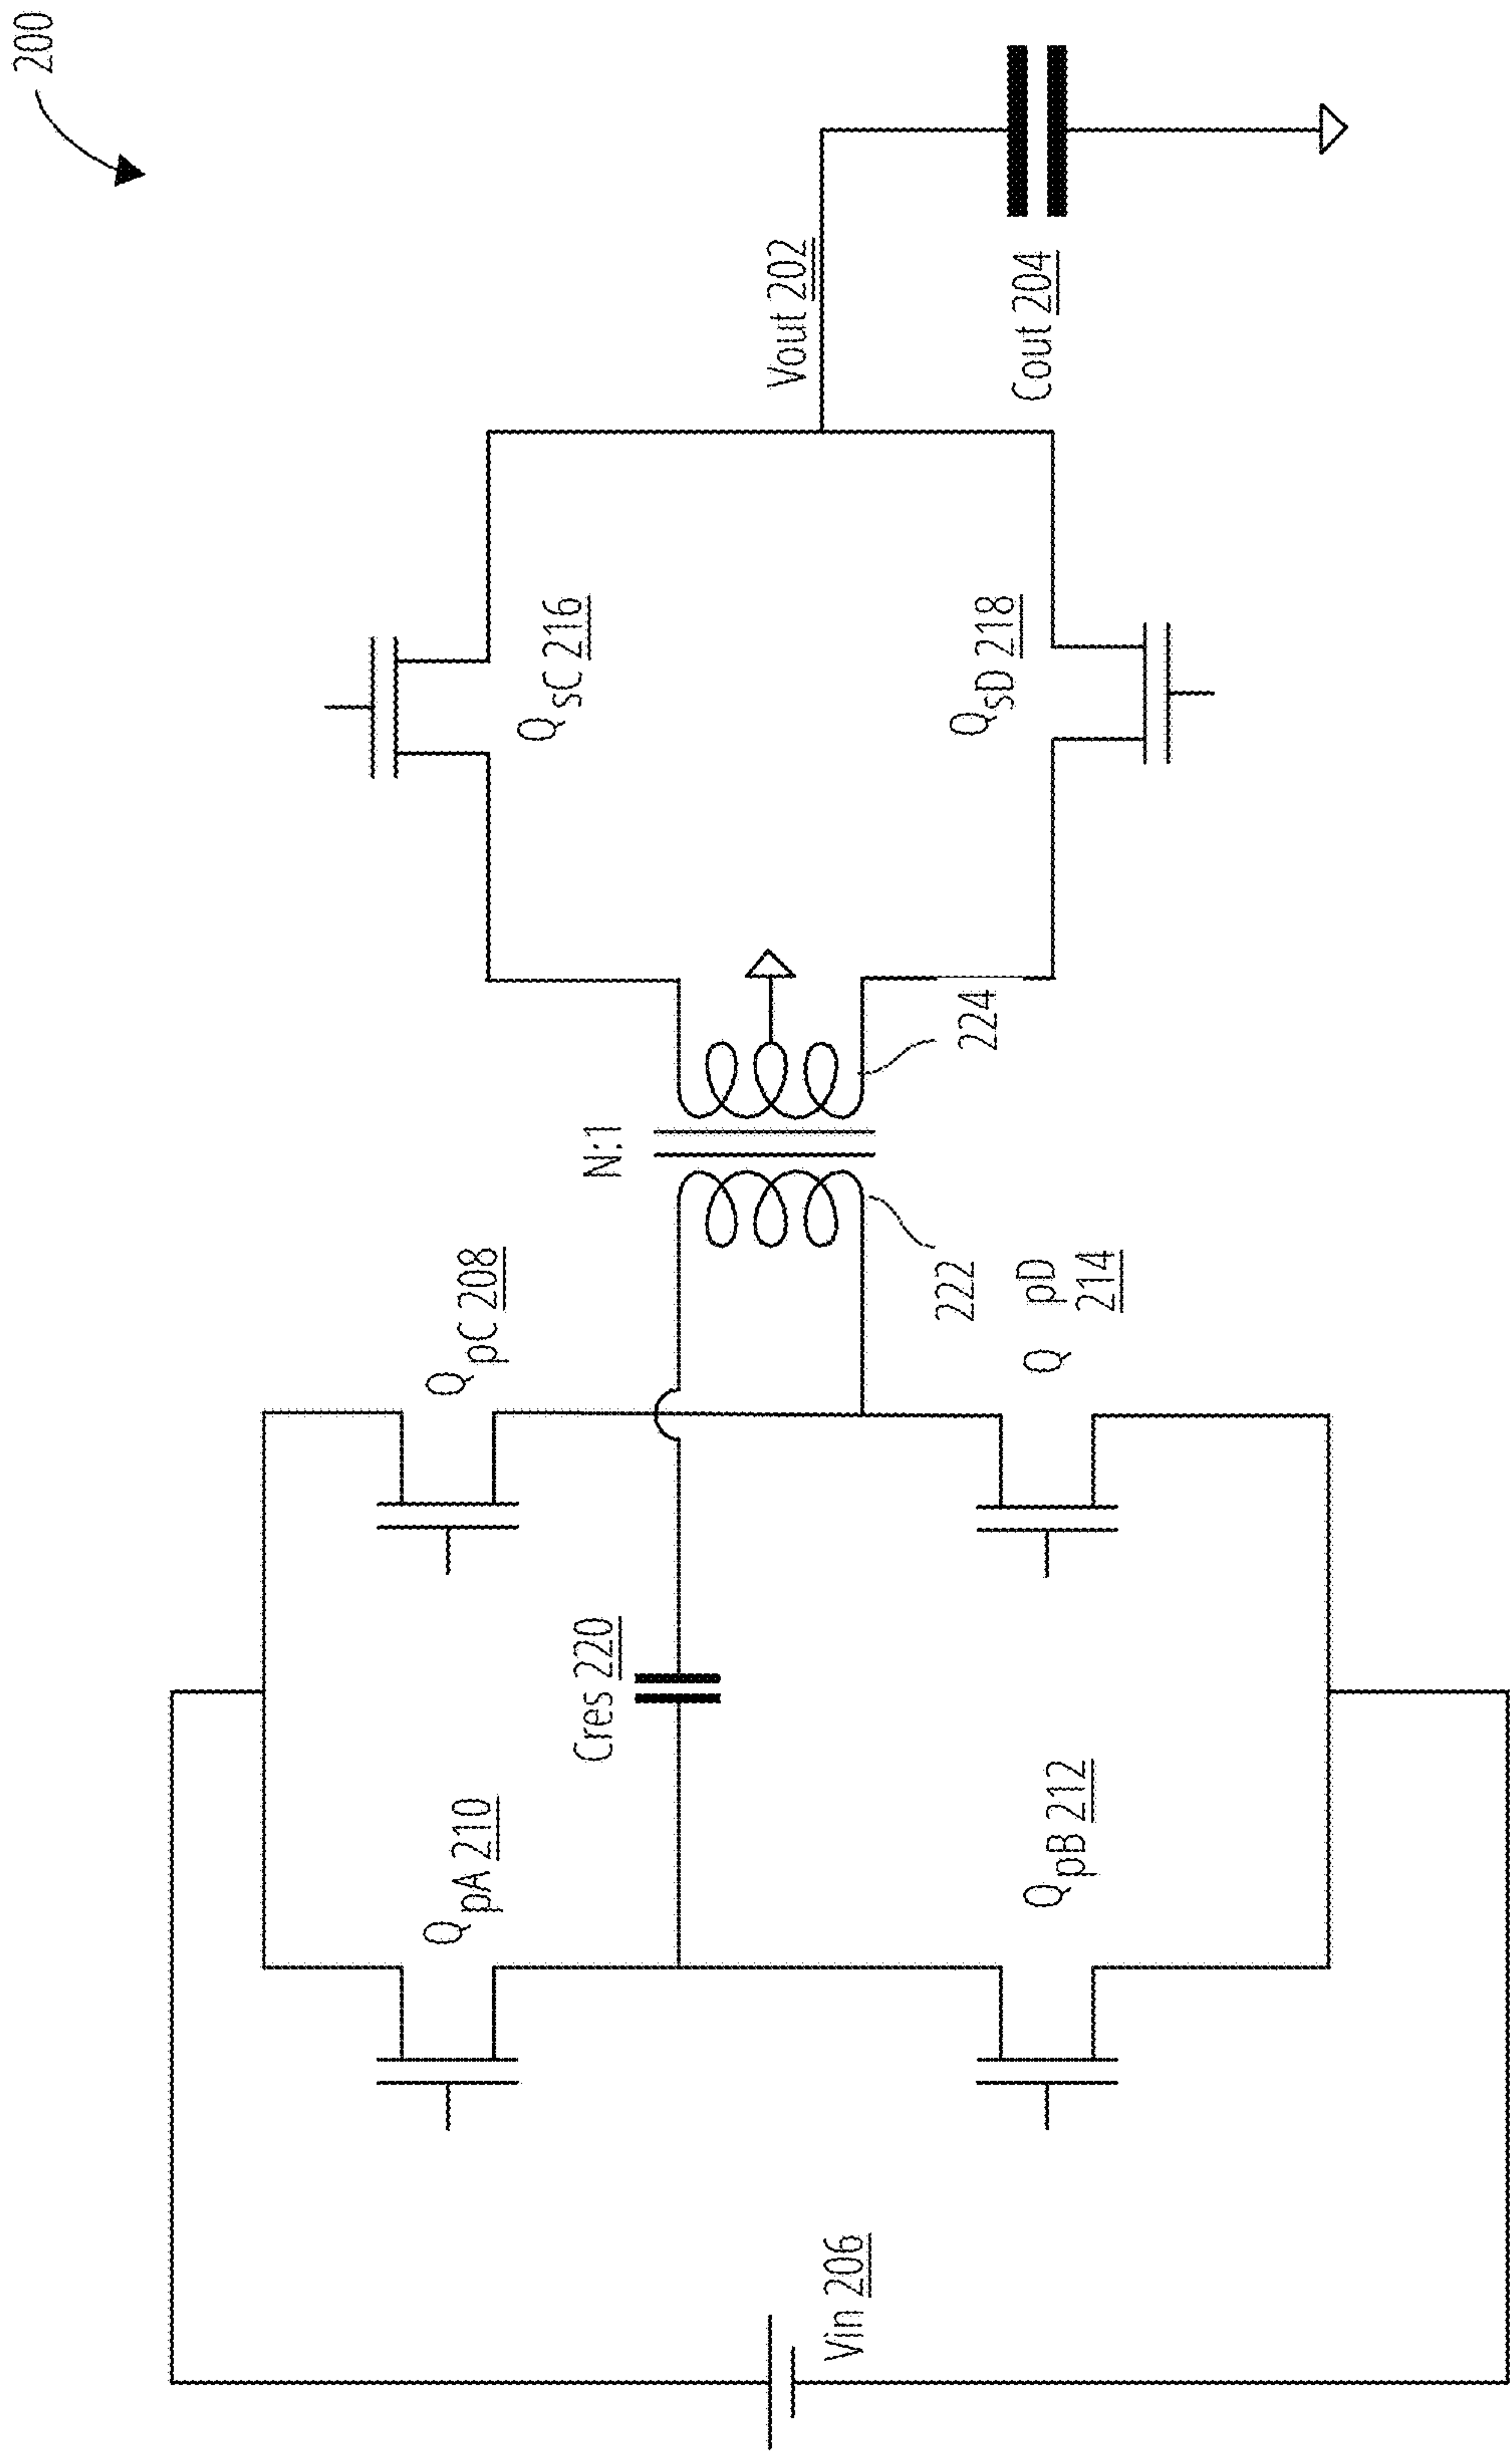 200
Vout 202
Cout 204
QsC 216
QsD 218
224
N:1
222
QpC 208
Q pD
214
Cres 220
QpA 210
QpB 212
Vin 206